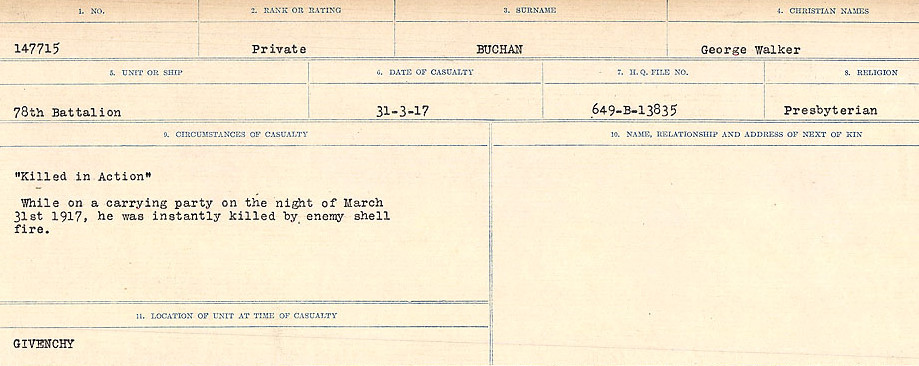 1. NO.
2. RANK OR RATING
3. SURNAME
4. CHRISTIAN NAMES
147715
Private
BUCHAN
George Walker
5. UNIT OR SHIP
6. DATE OF CASUALTY
7. H.Q. FILE NO.
8. RELIGION
78th Battalion
31-3-17
649-B-13835
Presbyterian
9. CIRCUMSTANCES OF CASUALTY
"Killed in Action"
While on a carrying party on the night of March
31st 1917, he was instantly killed by enemy shell
fire.
10. NAME, RELATIONSHIP AND ADDRESS OF NEXT OF KIN
11. LOCATION OF UNIT AT TIME OF CASUALTY
GIVENCHY